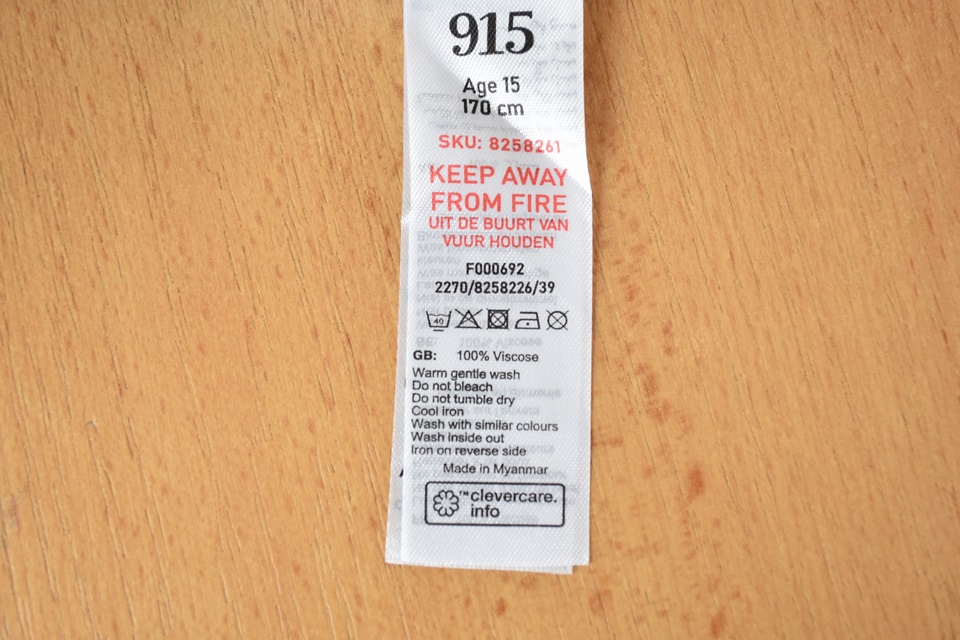 915
Age 15
170 cm
SKU: 8258261
KEEP AWAY
FROM FIRE
UIT DE BUURT VAN
VUUR HOUDEN
F000692
2270/8258226/39
40
GB: 100% Viscose
Warm gentle wash
Do not bleach
Do not tumble dry
Cool iron
Wash with similar colours
Wash inside out
Iron on reverse side
Made in Myanmar
™clevercare.
info